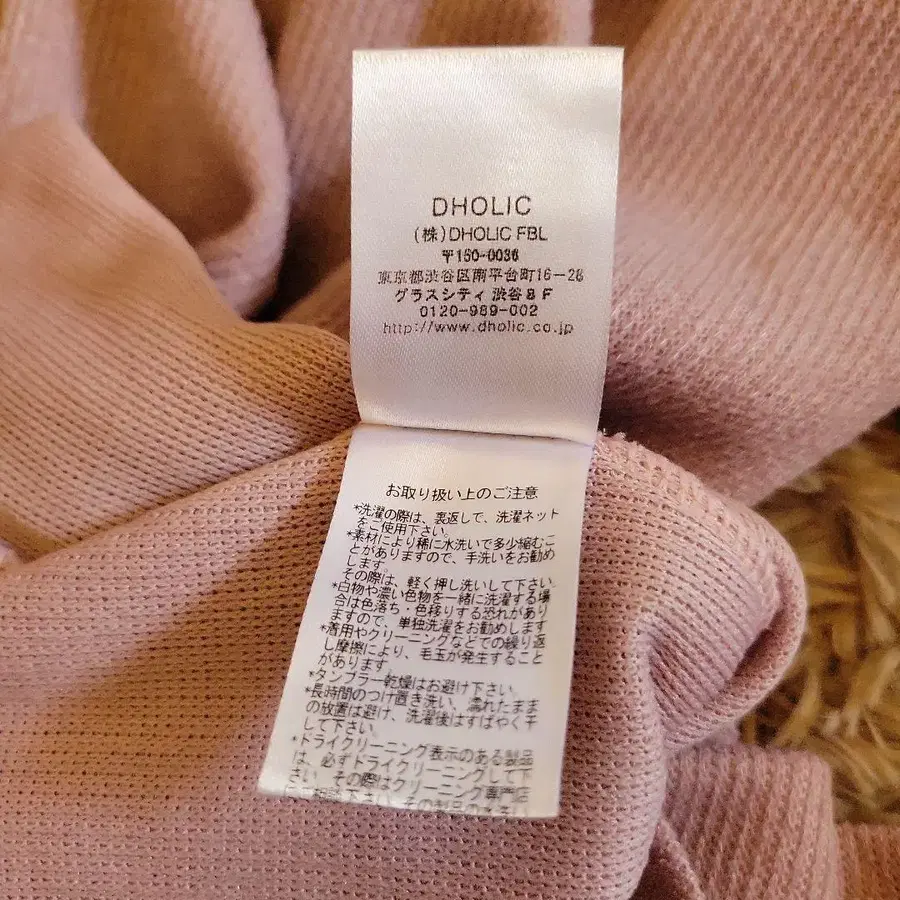 DHOLIC
(株)DHOLIC FBL
〒150-0036
東京都渋谷区南平台町16-28
グラスシティ渋谷8F
0120-989-002
http://www.dholic.co.jp
お取り扱い上のご注意
*洗濯の際は、裏返して、洗濯ネット
をご使用下さい。
*素材により稀に水洗いで多少縮むこ
とがありますので、手洗いをお勧め
します。
その際は、軽く押し洗いして下さい。
*白物や濃い色物を一緒に洗濯する場
合は色落ち・色移りする恐れがあり
ますので、単独洗濯をお勧めします
*着用やクリーニングなどでの繰り返
し摩擦により、毛玉が発生すること
があります。
*タンブラー乾燥はお避け下さい。
*長時間のつけ置き洗い、濡れたまま
の放置は避け、洗濯後はすばやく干
して下さい。
*ドライクリーニング表示のある製品
は、必ずドライクリーニングして下
さい その際はクリーニング専門店